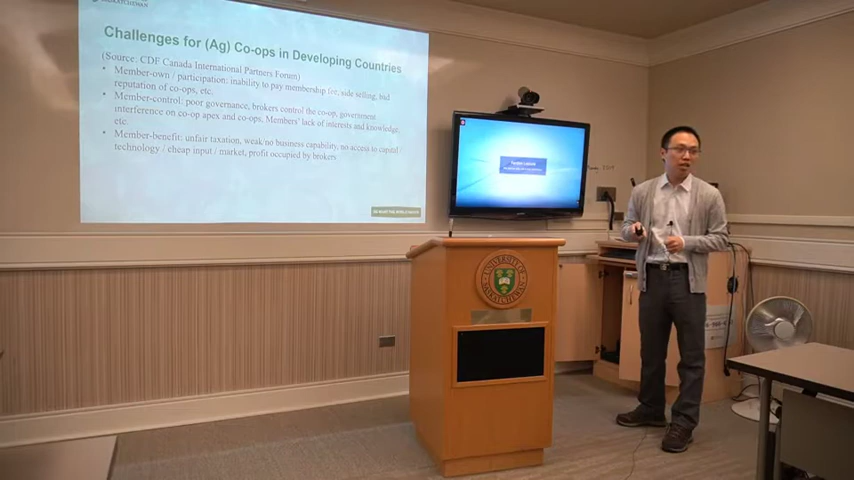 SASKATCHEWAN
Challenges for (Ag) Co-ops in Developing Countries
(Source: CDF Canada International Partners Forum)
• Member-own / participation: inability to pay membership fee, side selling, bad
reputation of co-ops, etc.
• Member-control: poor governance, brokers control the co-op, government
interference on co-op apex and co-ops. Members' lack of interests and knowledge,
etc.
• Member-benefit: unfair taxation, weak/no business capability, no access to capital /
technology / cheap input / market, profit occupied by brokers
UNIVERSITY OF
SASKATCHEWAN